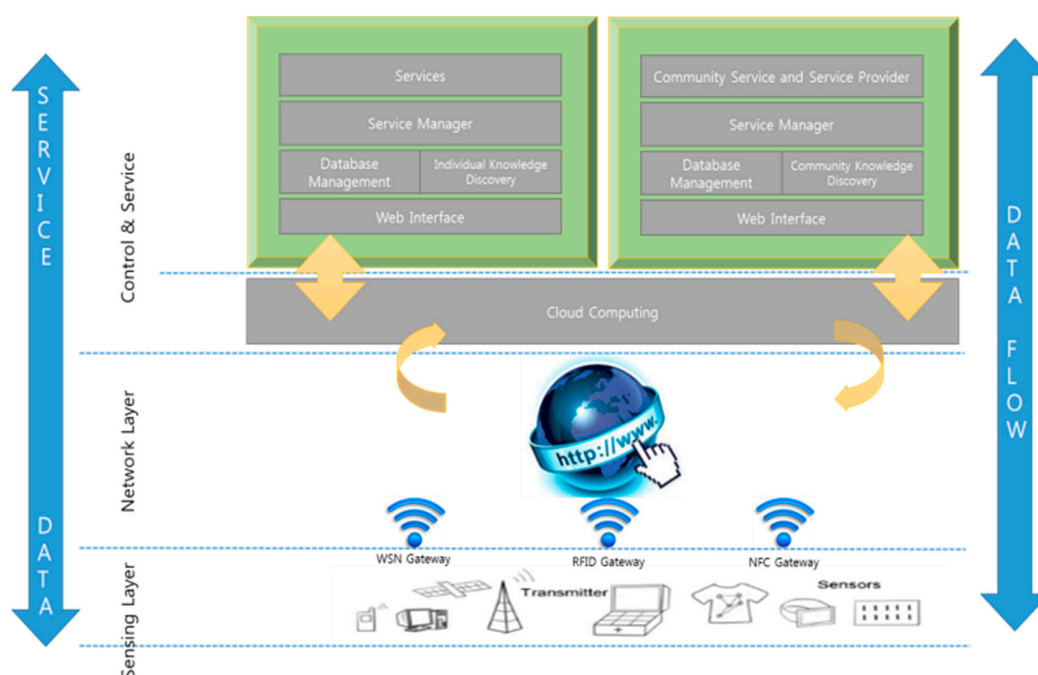 SERVICE
DATA
Control & Service
Network Layer
Sensing Layer
Services
Service Manager
Database
Management
Individual Knowledge
Discovery
Web Interface
Community Service and Service Provider
Service Manager
Database
Management
Community Knowledge
Discovery
Web Interface
Cloud Computing
http://www.
WSN Gateway
RFID Gateway
NFC Gateway
Transmitter
Sensors
DATA FLOW